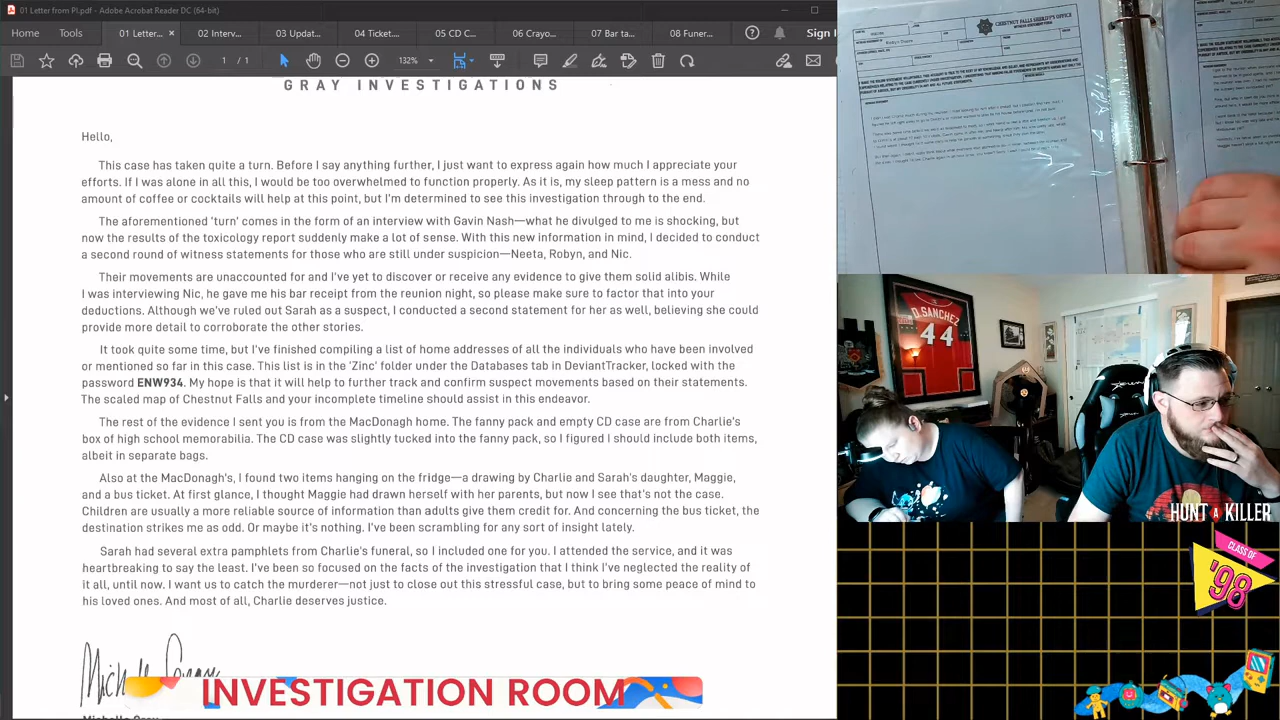 01 Letter from PI.pdf - Adobe Acrobat Reader DC (64-bit)
Home Tools 01 Letter... × 02 Interv... 03 Updat... 04 Ticket.... 05 CD C... 06 Crayo... 07 Bar ta... 08 Funer... Sign I
1 / 1 132%
GRAY INVESTIGATIONS
Hello,
This case has taken quite a turn. Before I say anything further, I just want to express again how much I appreciate your
efforts. If I was alone in all this, I would be too overwhelmed to function properly. As it is, my sleep pattern is a mess and no
amount of coffee or cocktails will help at this point, but I'm determined to see this investigation through to the end.
The aforementioned 'turn' comes in the form of an interview with Gavin Nash—what he divulged to me is shocking, but
now the results of the toxicology report suddenly make a lot of sense. With this new information in mind, I decided to conduct
a second round of witness statements for those who are still under suspicion—Neeta, Robyn, and Nic.
Their movements are unaccounted for and I've yet to discover or receive any evidence to give them solid alibis. While
I was interviewing Nic, he gave me his bar receipt from the reunion night, so please make sure to factor that into your
deductions. Although we've ruled out Sarah as a suspect, I conducted a second statement for her as well, believing she could
provide more detail to corroborate the other stories.
It took quite some time, but I've finished compiling a list of home addresses of all the individuals who have been involved
or mentioned so far in this case. This list is in the 'Zinc' folder under the Databases tab in DeviantTracker, locked with the
password ENW934. My hope is that it will help to further track and confirm suspect movements based on their statements.
The scaled map of Chestnut Falls and your incomplete timeline should assist in this endeavor.
The rest of the evidence I sent you is from the MacDonagh home. The fanny pack and empty CD case are from Charlie's
box of high school memorabilia. The CD case was slightly tucked into the fanny pack, so I figured I should include both items,
albeit in separate bags.
Also at the MacDonagh's, I found two items hanging on the fridge—a drawing by Charlie and Sarah's daughter, Maggie,
and a bus ticket. At first glance, I thought Maggie had drawn herself with her parents, but now I see that's not the case.
Children are usually a more reliable source of information than adults give them credit for. And concerning the bus ticket, the
destination strikes me as odd. Or maybe it's nothing. I've been scrambling for any sort of insight lately.
Sarah had several extra pamphlets from Charlie's funeral, so I included one for you. I attended the service, and it was
heartbreaking to say the least. I've been so focused on the facts of the investigation that I think I've neglected the reality of
it all, until now. I want us to catch the murderer—not just to close out this stressful case, but to bring some peace of mind to
his loved ones. And most of all, Charlie deserves justice.
INVESTIGATION ROOM
CHESTNUT FALLS SHERIFF'S OFFICE
D.SANCHEZ
44
HUNT A KILLER
CLASS OF
'98